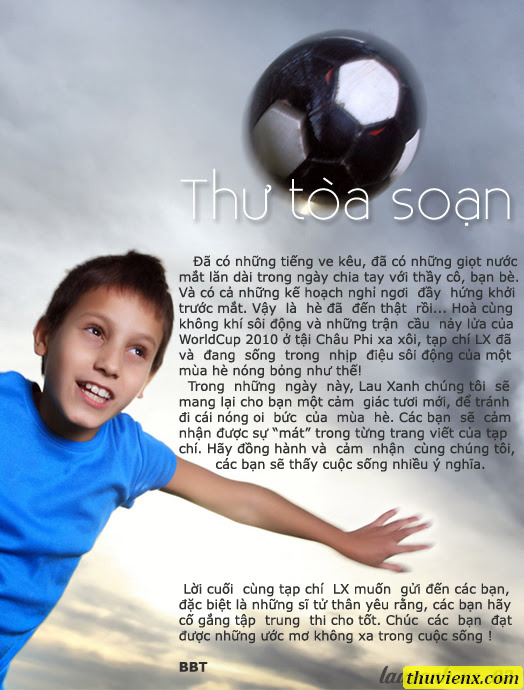 Thư tòa soạn
Đã có những tiếng ve kêu, đã có những giọt nước
mắt lăn dài trong ngày chia tay với thầy cô, bạn bè.
Và có cả những kế hoạch nghỉ ngơi đầy hứng khởi
trước mắt. Vậy là hè đã đến thật rồi... Hoà cùng
không khí sôi động và những trận cầu nảy lửa của
WorldCup 2010 ở tại Châu Phi xa xôi, tạp chí LX đã
và đang sống trong nhịp điệu sôi động của một
mùa hè nóng bỏng như thế!
Trong những ngày này, Lau Xanh chúng tôi sẽ
mang lại cho bạn một cảm giác tươi mới, để tránh
đi cái nóng oi bức của mùa hè. Các bạn sẽ cảm
nhận được sự “mát” trong từng trang viết của tạp
chí. Hãy đồng hành và cảm nhận cùng chúng tôi,
các bạn sẽ thấy cuộc sống nhiều ý nghĩa.
Lời cuối cùng tạp chí LX muốn gửi đến các bạn,
đặc biệt là những sĩ tử thân yêu rằng, các bạn hãy
cố gắng tập trung thi cho tốt. Chúc các bạn đạt
được những ước mơ không xa trong cuộc sống !
BBT
thuvienx.com